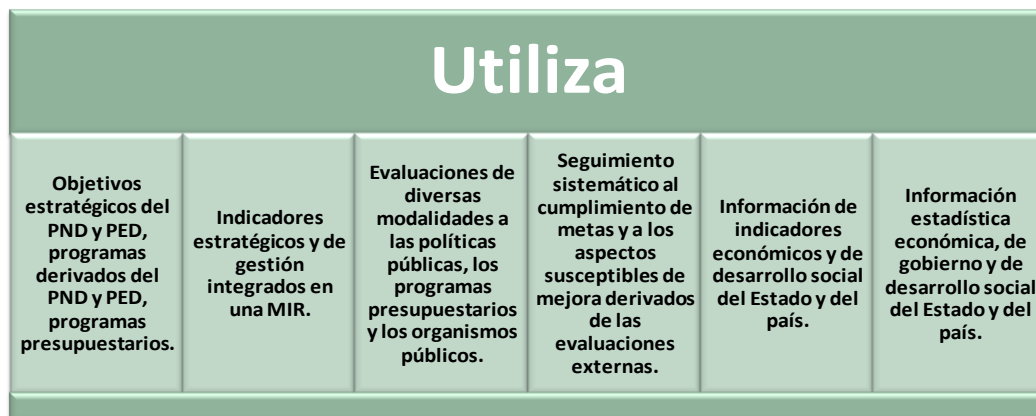 Utiliza
Objetivos
estratégicos del
PND y PED,
programas
derivados del
PND y PED,
programas
presupuestarios.
Indicadores
estratégicos y de
gestión
integrados en
una MIR.
Evaluaciones de
diversas
modalidades a
las políticas
públicas, los
programas
presupuestarios
y los organismos
públicos.
Seguimiento
sistemático al
cumplimiento de
metas y a los
aspectos
susceptibles de
mejora derivados
de las
evaluaciones
externas.
Información de
indicadores
económicos y de
desarrollo social
del Estado y del
país.
Información
estadística
económica, de
gobierno y de
desarrollo social
del Estado y del
país.